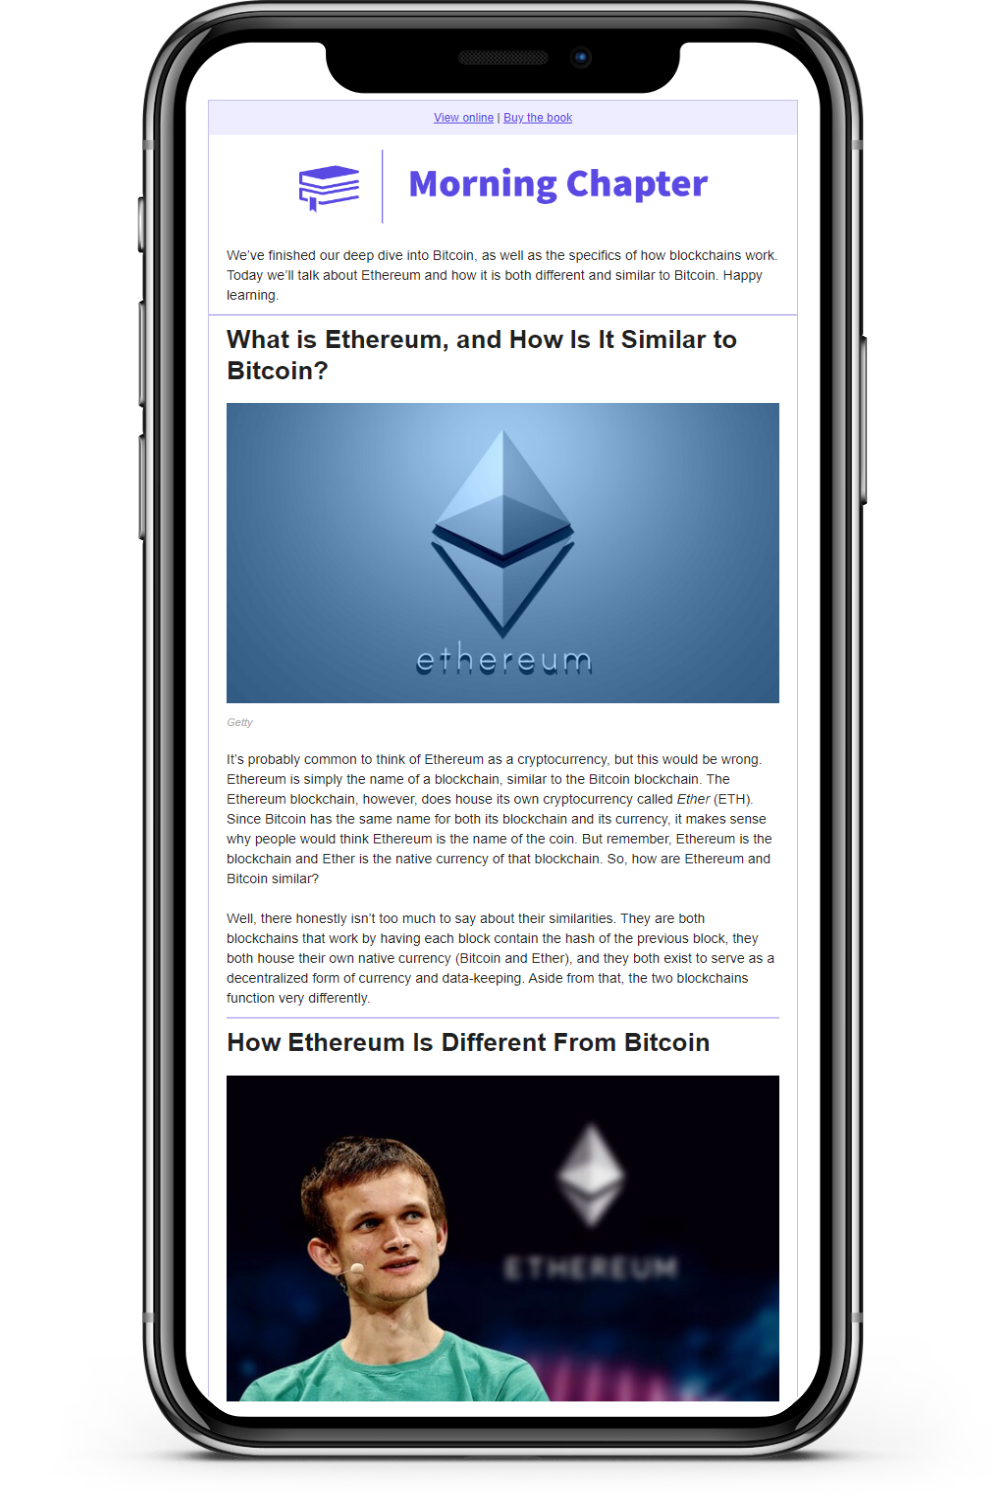 View online | Buy the book
Morning Chapter
We’ve finished our deep dive into Bitcoin, as well as the specifics of how blockchains work.
Today we’ll talk about Ethereum and how it is both different and similar to Bitcoin. Happy
learning.
What is Ethereum, and How Is It Similar to
Bitcoin?
ethereum
Getty
It’s probably common to think of Ethereum as a cryptocurrency, but this would be wrong.
Ethereum is simply the name of a blockchain, similar to the Bitcoin blockchain. The
Ethereum blockchain, however, does house its own cryptocurrency called Ether (ETH).
Since Bitcoin has the same name for both its blockchain and its currency, it makes sense
why people would think Ethereum is the name of the coin. But remember, Ethereum is the
blockchain and Ether is the native currency of that blockchain. So, how are Ethereum and
Bitcoin similar?
Well, there honestly isn’t too much to say about their similarities. They are both
blockchains that work by having each block contain the hash of the previous block, they
both house their own native currency (Bitcoin and Ether), and they both exist to serve as a
decentralized form of currency and data-keeping. Aside from that, the two blockchains
function very differently.
How Ethereum Is Different From Bitcoin
ETHEREUM